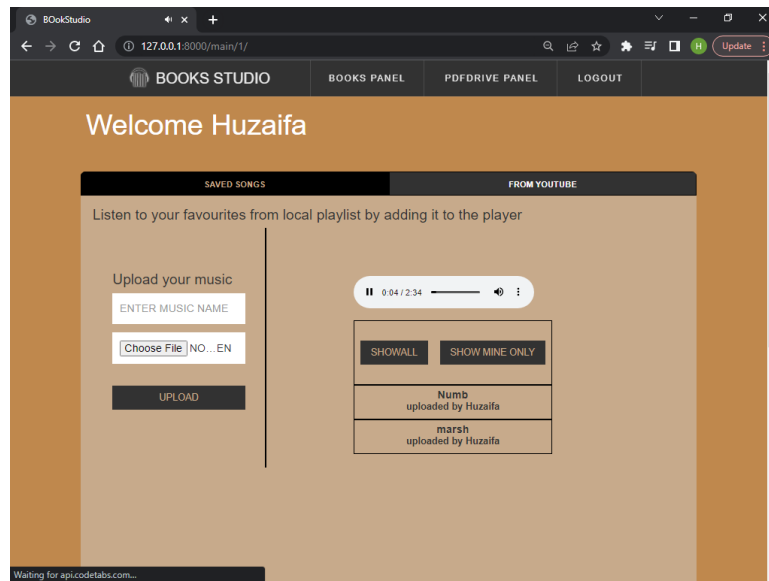 BOokStudio
127.0.0.1:8000/main/1/
H
Update
BOOKS STUDIO
BOOKS PANEL
PDFDRIVE PANEL
LOGOUT
Welcome Huzaifa
SAVED SONGS
FROM YOUTUBE
Listen to your favourites from local playlist by adding it to the player
Upload your music
ENTER MUSIC NAME
Choose File NO...EN
UPLOAD
0:04 / 2:34
SHOWALL
SHOW MINE ONLY
Numb
uploaded by Huzaifa
marsh
uploaded by Huzaifa
Waiting for api.codetabs.com...